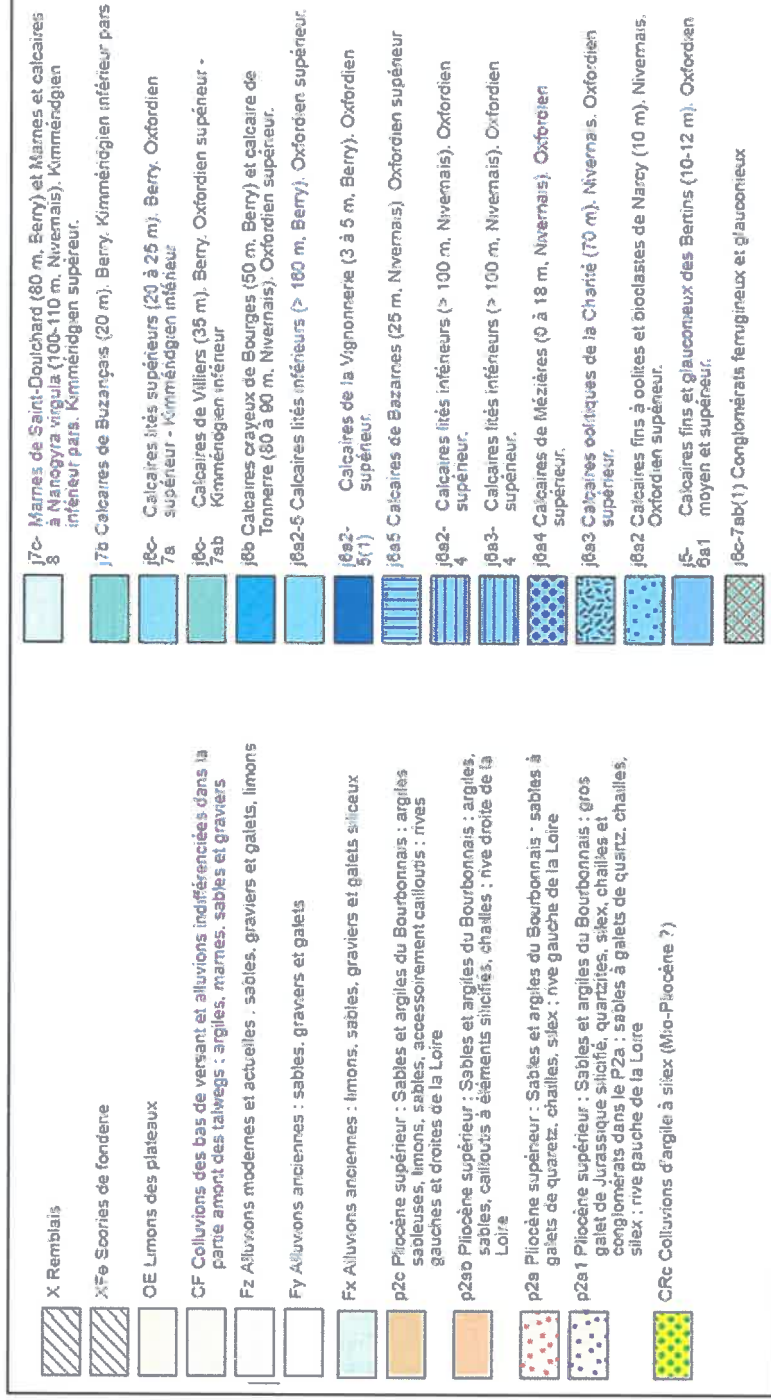 X Remblais
XFe Scories de fonderie
OE Limons des plateaux
CF Colluvions des bas de versant et alluvions indifférenciées dans la
partie amont des talwegs : argiles, marnes, sables et graviers
Fz Alluvions modernes et actuelles : sables, graviers et galets, limons
Fy Alluvions anciennes : sables, graviers et galets
Fx Alluvions anciennes : limons, sables, graviers et galets siliceux
p2c Pliocène supérieur : Sables et argiles du Bourbonnais : argiles
sableuses, limons, sables, accessoirement cailloutis : rives
gauches et droites de la Loire
p2ab Pliocène supérieur : Sables et argiles du Bourbonnais : argiles,
sables, cailloutis à éléments silicifiés, chailles : rive droite de la
Loire
p2a Pliocène supérieur : Sables et argiles du Bourbonnais - sables à
galets de quaretz, chailles, silex : rive gauche de la Loire
p2a1 Pliocène supérieur : Sables et argiles du Bourbonnais : gros
galet de Jurassique silicifié, quartzites, silex, chailles et
conglomérats dans le P2a : sables à galets de quartz, chailles,
silex : rive gauche de la Loire
CRc Colluvions d'argile à silex (Mio-Pliocène ?)
j7c- Marnes de Saint-Doulchard (80 m, Berry) et Marnes et calcaires
8 à Nanogyra virgula (100-110 m, Nivernais). Kimméridgien
inférieur pars. Kimméridgien supéreur.
j7b Calcaires de Buzançais (20 m). Berry. Kimméridgien inférieur pars
j6c- Calcaires lités supérieurs (20 à 25 m). Berry. Oxfordien
7a supérieur - Kimméridgien inférieur
j6c- Calcaires de Villiers (35 m). Berry. Oxfordien supérieur -
7ab Kimméridgien inférieur
j6b Calcaires crayeux de Bourges (50 m, Berry) et calcaire de
Tonnerre (80 à 90 m, Nivernais). Oxfordien supérieur.
j6a2-5 Calcaires lités inférieurs (> 100 m, Berry). Oxfordien supérieur.
j6a2- Calcaires de la Vignonnerie (3 à 5 m, Berry). Oxfordien
5(1) supérieur.
j6a5 Calcaires de Bazarnes (25 m, Nivernais). Oxfordien supérieur
j6a2- Calcaires lités inférieurs (> 100 m, Nivernais). Oxfordien
4 supérieur.
j6a3- Calcaires lités inférieurs (> 100 m, Nivernais). Oxfordien
4 supérieur.
j6a4 Calcaires de Mézières (0 à 18 m, Nivernais). Oxfordien
supérieur.
j6a3 Calcaires oolitiques de la Charité (70 m). Nivernais. Oxfordien
supérieur.
j6a2 Calcaires fins à oolites et bioclastes de Narcy (10 m). Nivernais.
Oxfordien supérieur.
j5- Calcaires fins et glauconieux des Bertins (10-12 m). Oxfordien
6a1 moyen et supérieur.
j6c-7ab(1) Conglomérats ferrugineux et glauconieux